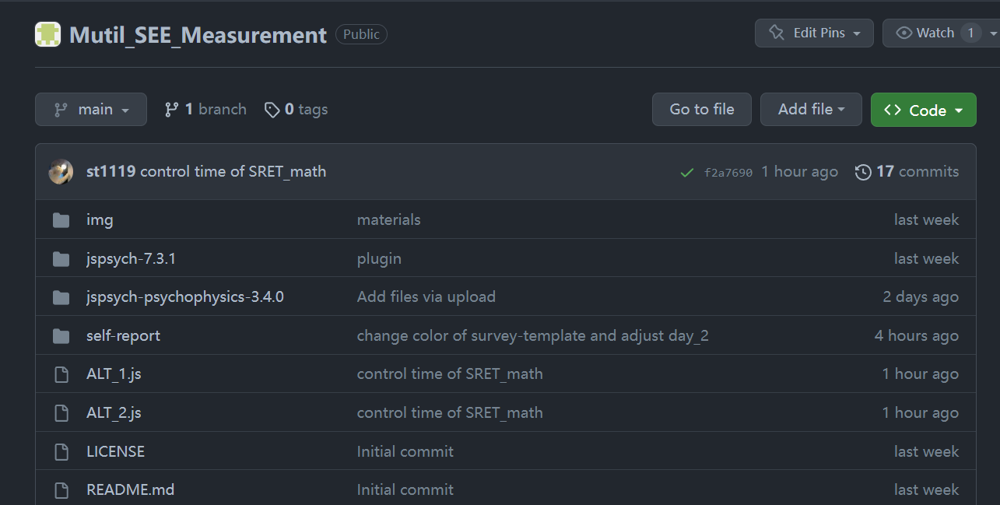 Mutil_SEE_Measurement Public Edit Pins Watch 1
main 1 branch 0 tags Go to file Add file Code
st1119 control time of SRET_math f2a7690 1 hour ago 17 commits
img materials last week
jspsych-7.3.1 plugin last week
jspsych-psychophysics-3.4.0 Add files via upload 2 days ago
self-report change color of survey-template and adjust day_2 4 hours ago
ALT_1.js control time of SRET_math 1 hour ago
ALT_2.js control time of SRET_math 1 hour ago
LICENSE Initial commit last week
README.md Initial commit last week